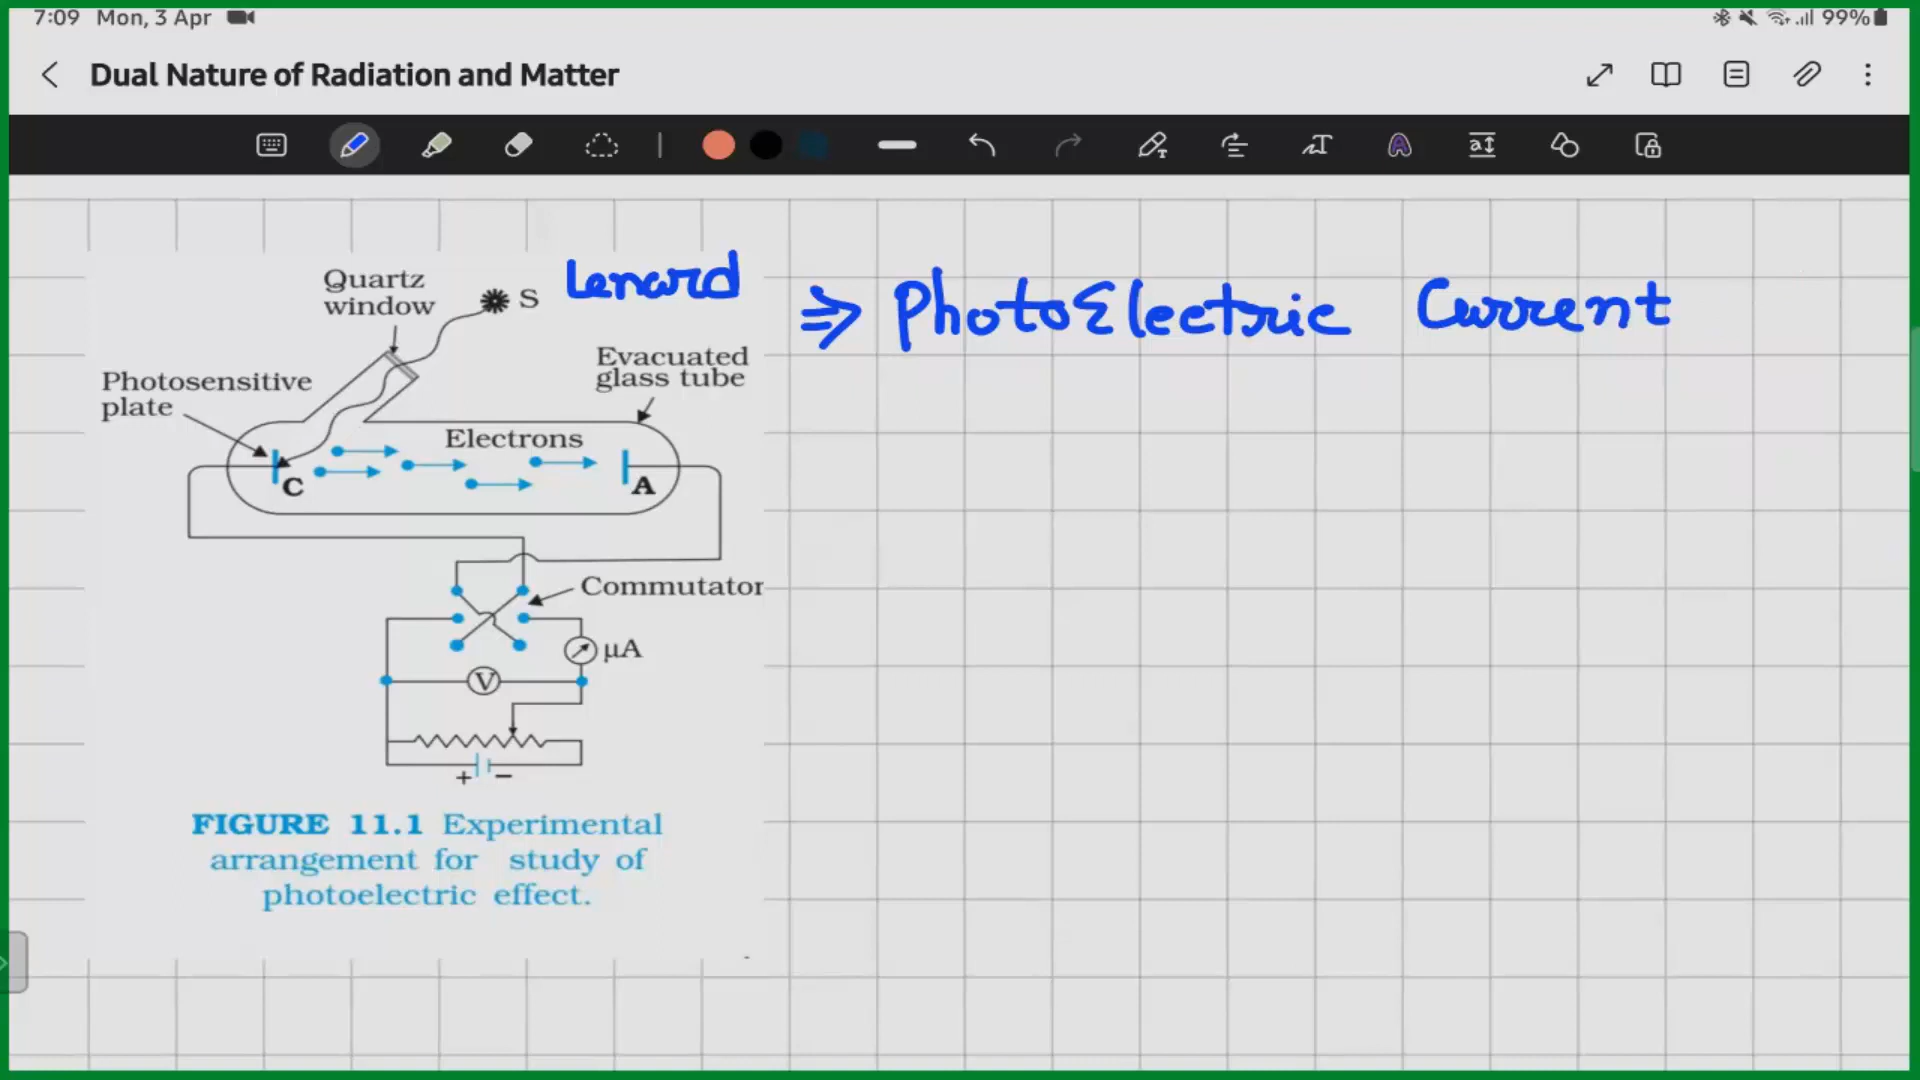 7:09 Mon, 3 Apr
99%
Dual Nature of Radiation and Matter
Quartz
window
S
Lenard
⇒ PhotoElectric Current
Evacuated
glass tube
Photosensitive
plate
Electrons
C
A
Commutator
µA
V
+ −
FIGURE 11.1 Experimental
arrangement for study of
photoelectric effect.